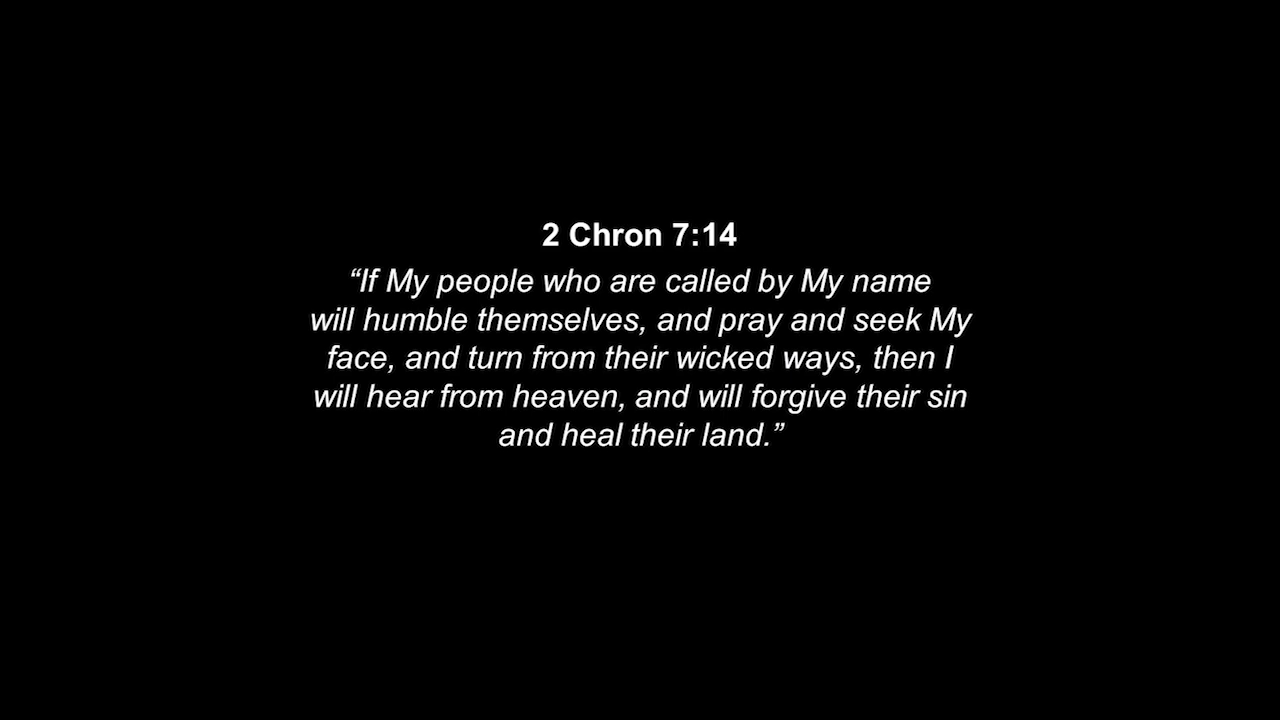 2 Chron 7:14
“If My people who are called by My name
will humble themselves, and pray and seek My
face, and turn from their wicked ways, then I
will hear from heaven, and will forgive their sin
and heal their land.”